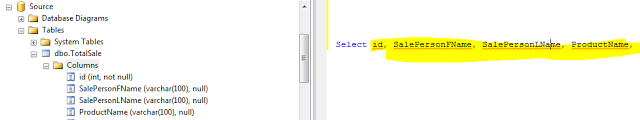 Source
Database Diagrams
Tables
System Tables
dbo.TotalSale
Columns
id (int, not null)
SalePersonFName (varchar(100), null)
SalePersonLName (varchar(100), null)
ProductName (varchar(100), null)
Select id, SalePersonFName, SalePersonLName, ProductName,